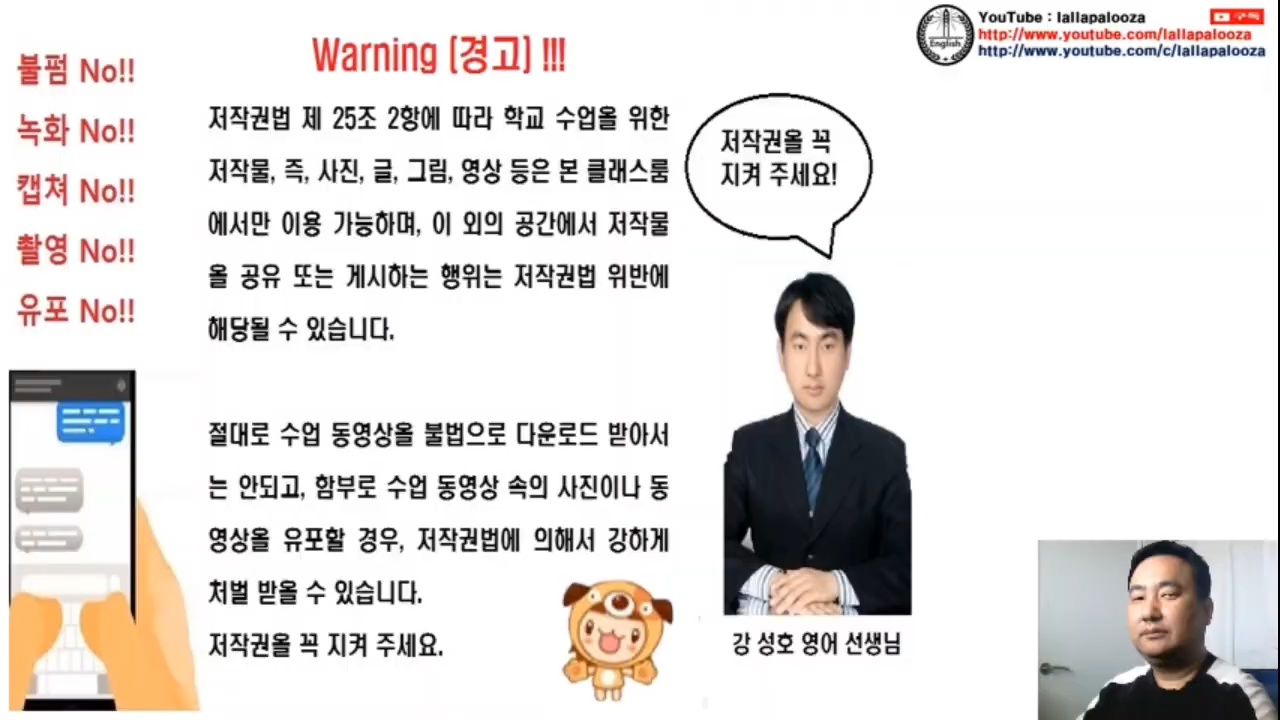 불펌 No!!
녹화 No!!
캡쳐 No!!
촬영 No!!
유포 No!!
Warning (경고) !!!
저작권법 제 25조 2항에 따라 학교 수업을 위한
저작물, 즉, 사진, 글, 그림, 영상 등은 본 클래스룸
에서만 이용 가능하며, 이 외의 공간에서 저작물
을 공유 또는 게시하는 행위는 저작권법 위반에
해당될 수 있습니다.
절대로 수업 동영상을 불법으로 다운로드 받아서
는 안되고, 함부로 수업 동영상 속의 사진이나 동
영상을 유포할 경우, 저작권법에 의해서 강하게
처벌 받을 수 있습니다.
저작권을 꼭 지켜 주세요.
저작권을 꼭
지켜 주세요!
강 성호 영어 선생님
English
YouTube : lallapalooza
구독
http://www.youtube.com/lallapalooza
http://www.youtube.com/c/lallapalooza